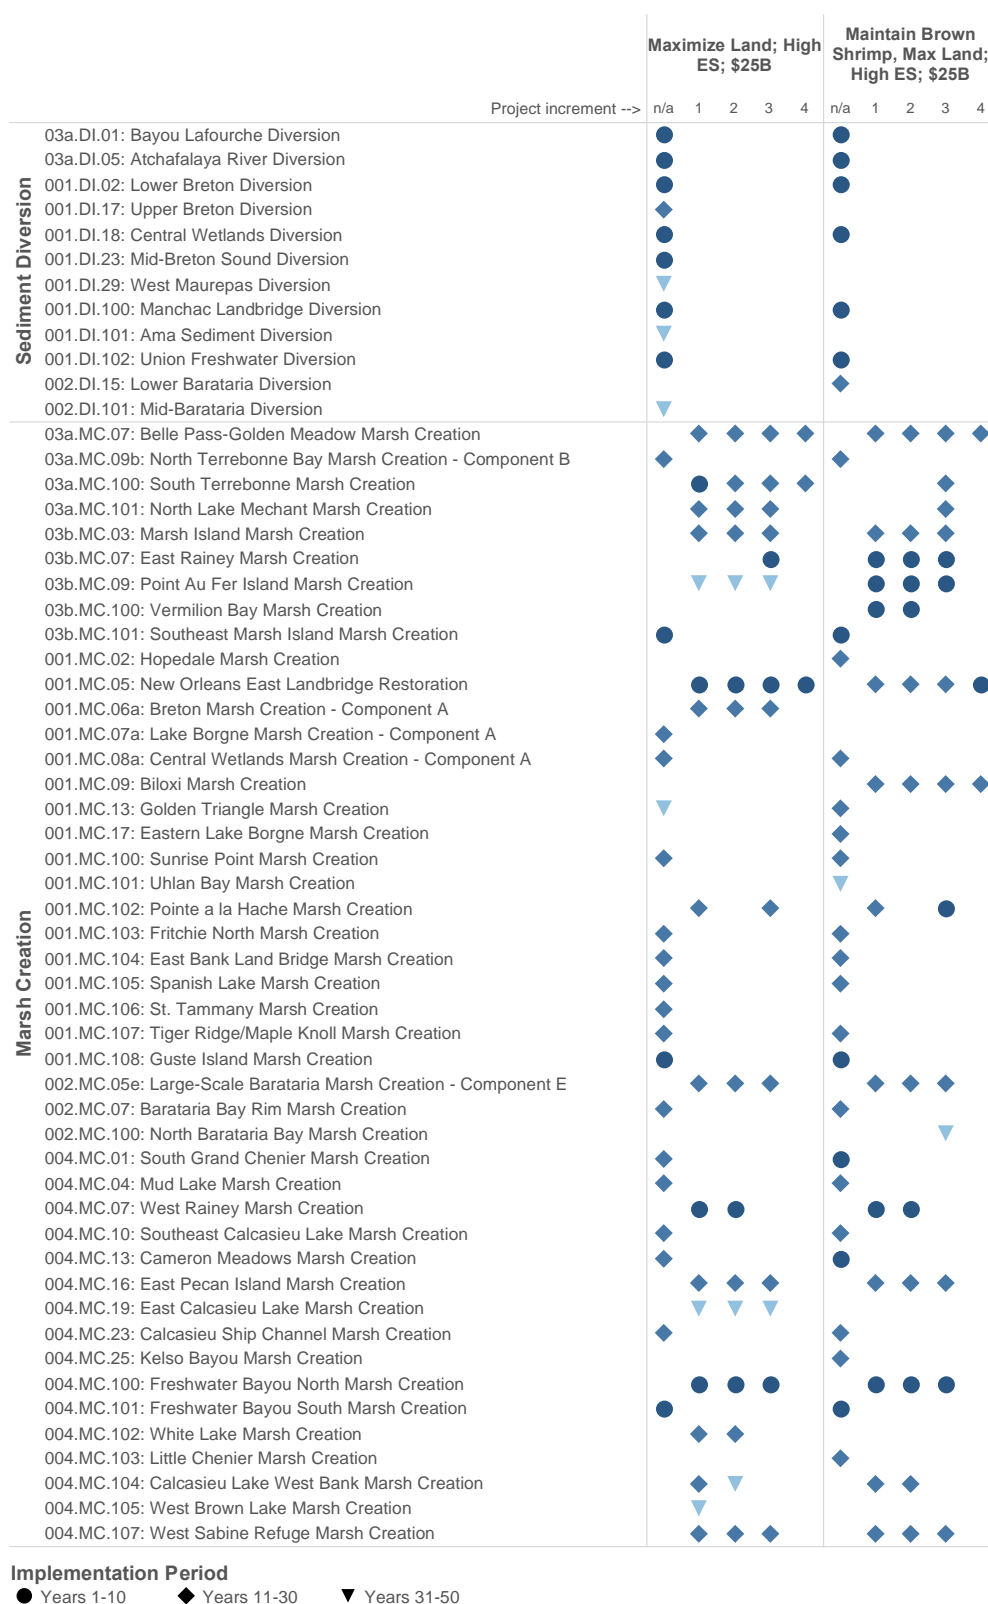 Maximize Land; High
ES; $25B
Maintain Brown
Shrimp, Max Land;
High ES; $25B
Project increment --> n/a 1 2 3 4 n/a 1 2 3 4
Sediment Diversion
03a.DI.01: Bayou Lafourche Diversion
03a.DI.05: Atchafalaya River Diversion
001.DI.02: Lower Breton Diversion
001.DI.17: Upper Breton Diversion
001.DI.18: Central Wetlands Diversion
001.DI.23: Mid-Breton Sound Diversion
001.DI.29: West Maurepas Diversion
001.DI.100: Manchac Landbridge Diversion
001.DI.101: Ama Sediment Diversion
001.DI.102: Union Freshwater Diversion
002.DI.15: Lower Barataria Diversion
002.DI.101: Mid-Barataria Diversion
Marsh Creation
03a.MC.07: Belle Pass-Golden Meadow Marsh Creation
03a.MC.09b: North Terrebonne Bay Marsh Creation - Component B
03a.MC.100: South Terrebonne Marsh Creation
03a.MC.101: North Lake Mechant Marsh Creation
03b.MC.03: Marsh Island Marsh Creation
03b.MC.07: East Rainey Marsh Creation
03b.MC.09: Point Au Fer Island Marsh Creation
03b.MC.100: Vermilion Bay Marsh Creation
03b.MC.101: Southeast Marsh Island Marsh Creation
001.MC.02: Hopedale Marsh Creation
001.MC.05: New Orleans East Landbridge Restoration
001.MC.06a: Breton Marsh Creation - Component A
001.MC.07a: Lake Borgne Marsh Creation - Component A
001.MC.08a: Central Wetlands Marsh Creation - Component A
001.MC.09: Biloxi Marsh Creation
001.MC.13: Golden Triangle Marsh Creation
001.MC.17: Eastern Lake Borgne Marsh Creation
001.MC.100: Sunrise Point Marsh Creation
001.MC.101: Uhlan Bay Marsh Creation
001.MC.102: Pointe a la Hache Marsh Creation
001.MC.103: Fritchie North Marsh Creation
001.MC.104: East Bank Land Bridge Marsh Creation
001.MC.105: Spanish Lake Marsh Creation
001.MC.106: St. Tammany Marsh Creation
001.MC.107: Tiger Ridge/Maple Knoll Marsh Creation
001.MC.108: Guste Island Marsh Creation
002.MC.05e: Large-Scale Barataria Marsh Creation - Component E
002.MC.07: Barataria Bay Rim Marsh Creation
002.MC.100: North Barataria Bay Marsh Creation
004.MC.01: South Grand Chenier Marsh Creation
004.MC.04: Mud Lake Marsh Creation
004.MC.07: West Rainey Marsh Creation
004.MC.10: Southeast Calcasieu Lake Marsh Creation
004.MC.13: Cameron Meadows Marsh Creation
004.MC.16: East Pecan Island Marsh Creation
004.MC.19: East Calcasieu Lake Marsh Creation
004.MC.23: Calcasieu Ship Channel Marsh Creation
004.MC.25: Kelso Bayou Marsh Creation
004.MC.100: Freshwater Bayou North Marsh Creation
004.MC.101: Freshwater Bayou South Marsh Creation
004.MC.102: White Lake Marsh Creation
004.MC.103: Little Chenier Marsh Creation
004.MC.104: Calcasieu Lake West Bank Marsh Creation
004.MC.105: West Brown Lake Marsh Creation
004.MC.107: West Sabine Refuge Marsh Creation
Implementation Period
Years 1-10 Years 11-30 Years 31-50